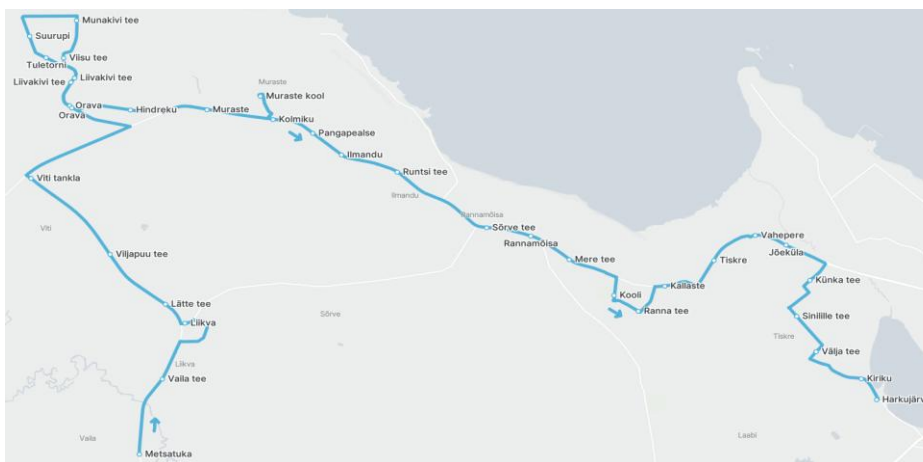 Munakivi tee
Suurupi
Viisu tee
Tuletorni
Liivakivi tee
Liivakivi tee
Orava
Orava
Hindreku
Muraste
Muraste
Muraste kool
Kolmiku
Pangapealse
Ilmandu
Runtsi tee
Ilmandu
Viti tankla
Viti
Rannamõisa
Sõrve tee
Rannamõisa
Mere tee
Viljapuu tee
Vahepere
Jõeküla
Tiskre
Künka tee
Kallaste
Kooli
Ranna tee
Lätte tee
Liikva
Sõrve
Sinilille tee
Tiskre
Välja tee
Liikva
Vaila tee
Kiriku
Harkujärv
Vaila
Laabi
Metsatuka